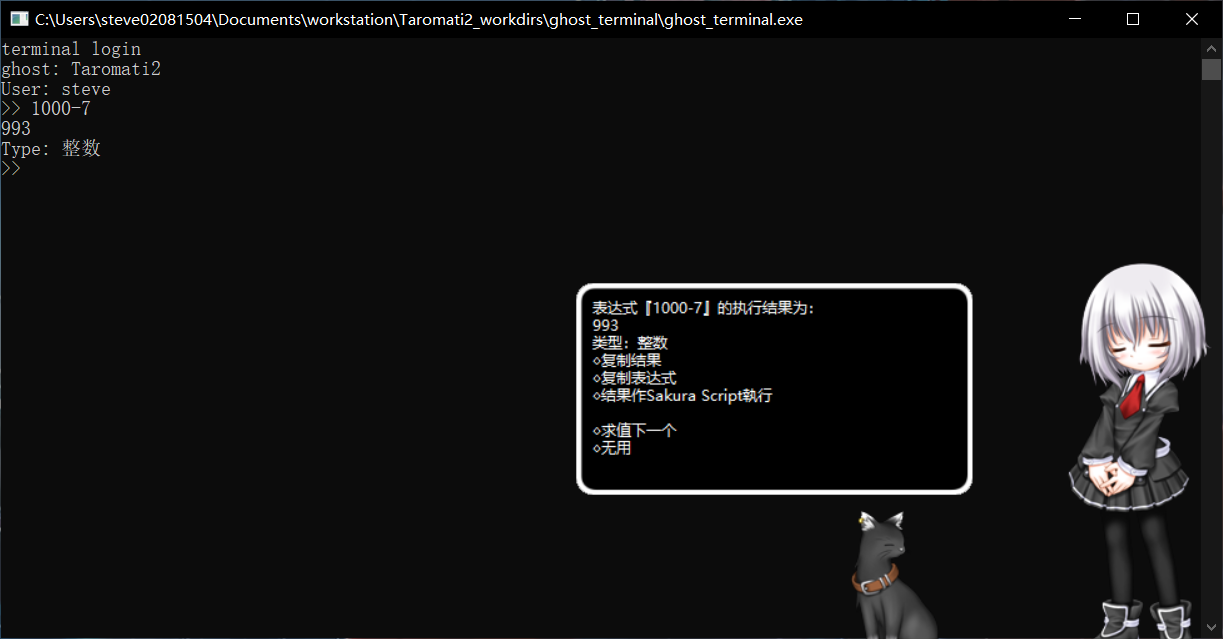 C:\Users\steve02081504\Documents\workstation\Taromati2_workdirs\ghost_terminal\ghost_terminal.exe
terminal login
ghost: Taromati2
User: steve
>> 1000-7
993
Type: 整数
>>
表达式『1000-7』的执行结果为:
993
类型: 整数
◇复制结果
◇复制表达式
◇结果作Sakura Script執行
◇求值下一个
◇无用